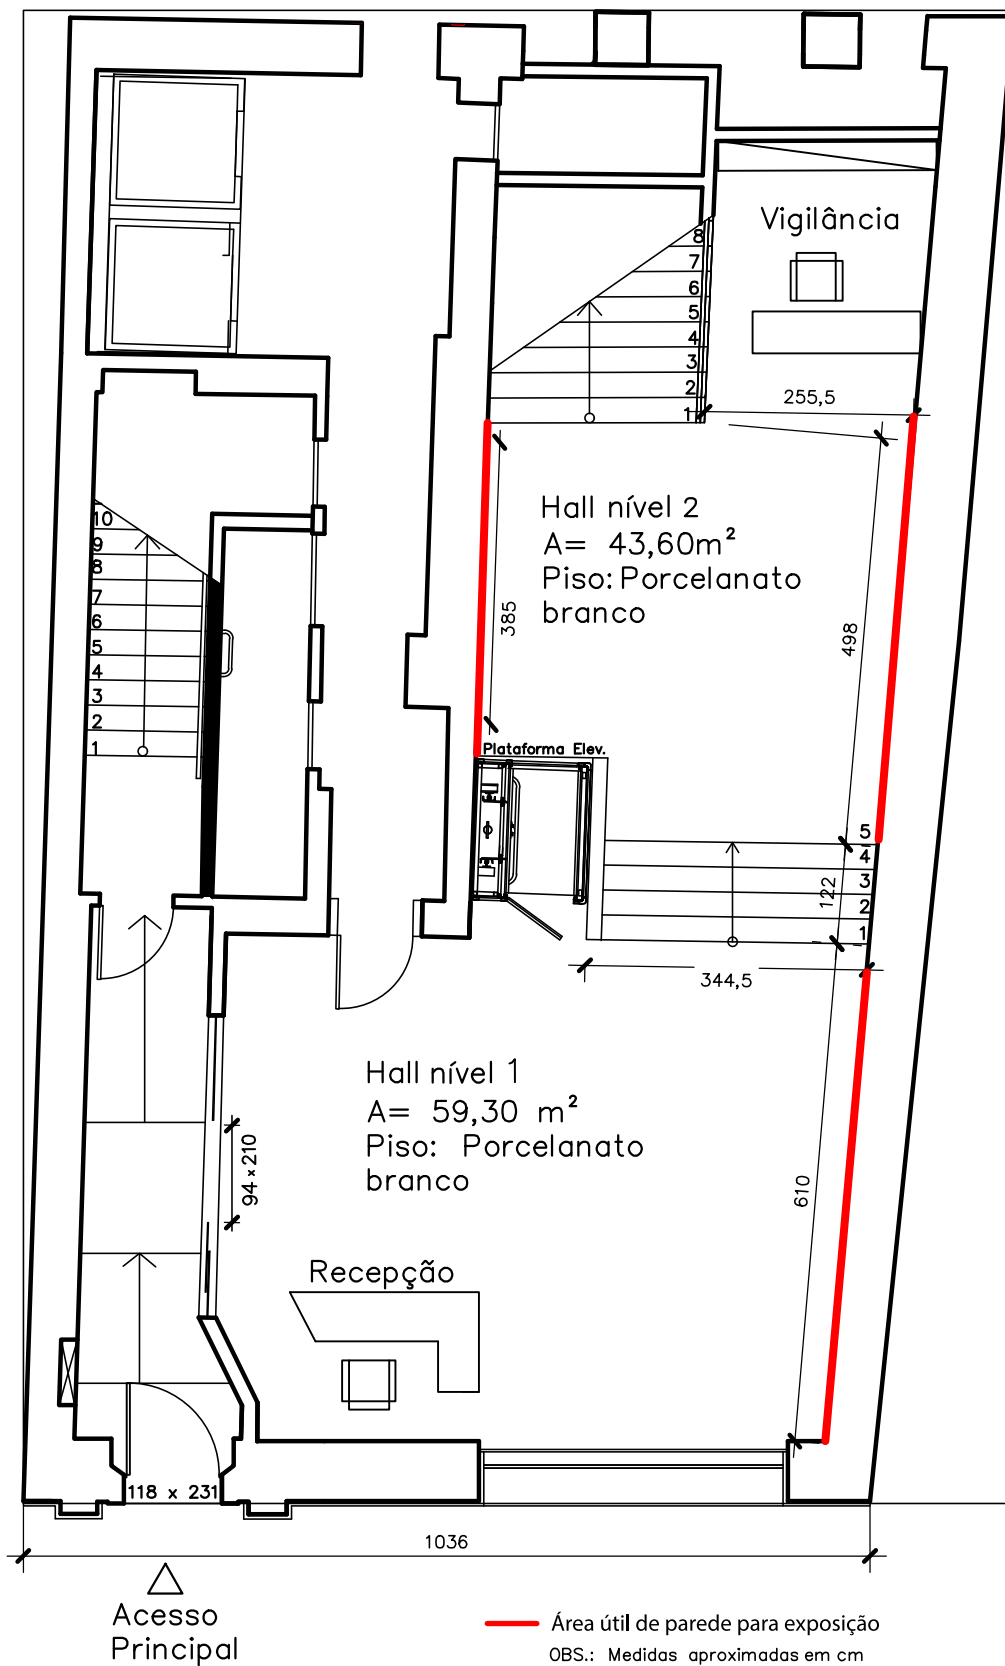 Vigilância
8
7
6
5
4
3
2
1
255,5
Hall nível 2
A= 43,60m²
Piso: Porcelanato
branco
385
498
10
9
8
7
6
5
4
3
2
1
Plataforma Elev.
5
4
3
2
1
122
344,5
Hall nível 1
A= 59,30 m²
Piso: Porcelanato
branco
94x210
610
Recepção
118 x 231
1036
Acesso
Principal
Área útil de parede para exposição
OBS.: Medidas aproximadas em cm